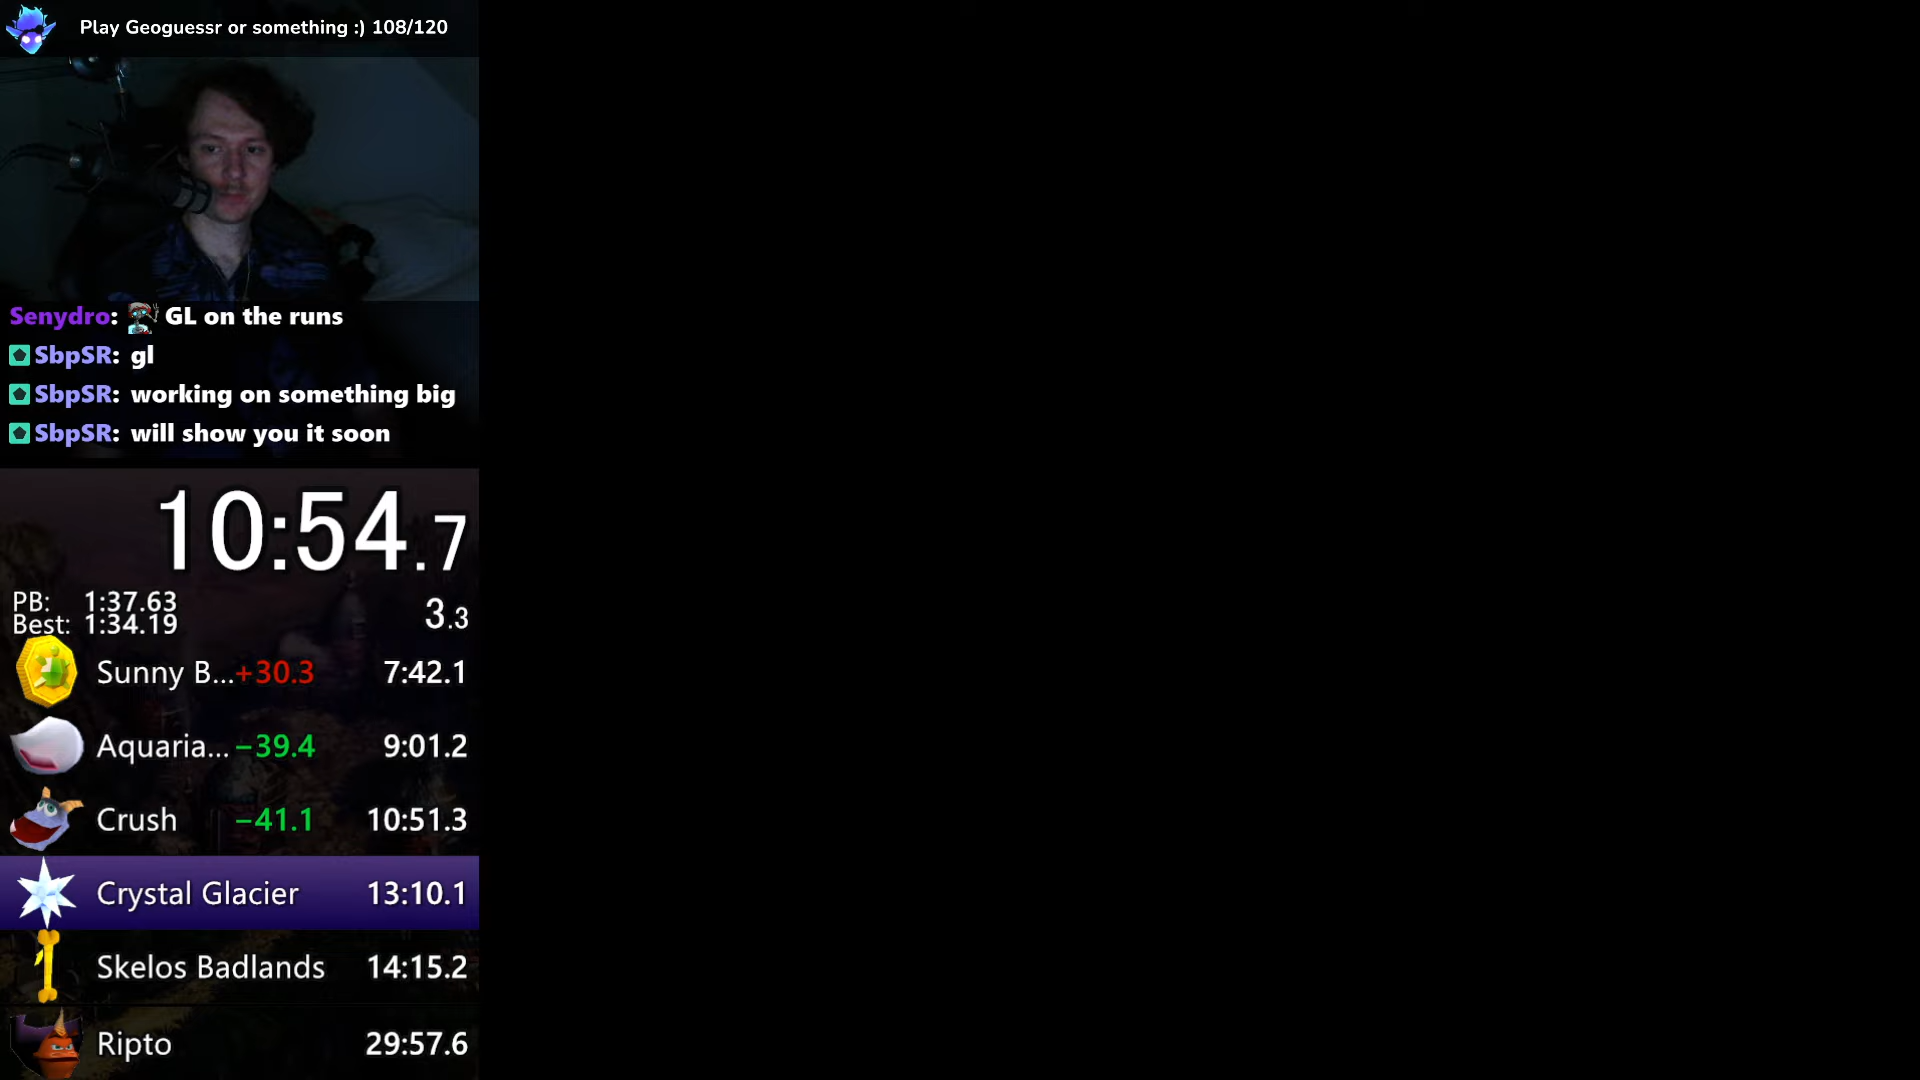 Play Geoguessr or something :) 108/120
Senydro: GL on the runs
SbpSR: gl
SbpSR: working on something big
SbpSR: will show you it soon
10:54.7
PB: 1:37.63
Best: 1:34.19
3.3
Sunny B... +30.3 7:42.1
Aquaria... −39.4 9:01.2
Crush −41.1 10:51.3
Crystal Glacier 13:10.1
Skelos Badlands 14:15.2
Ripto 29:57.6